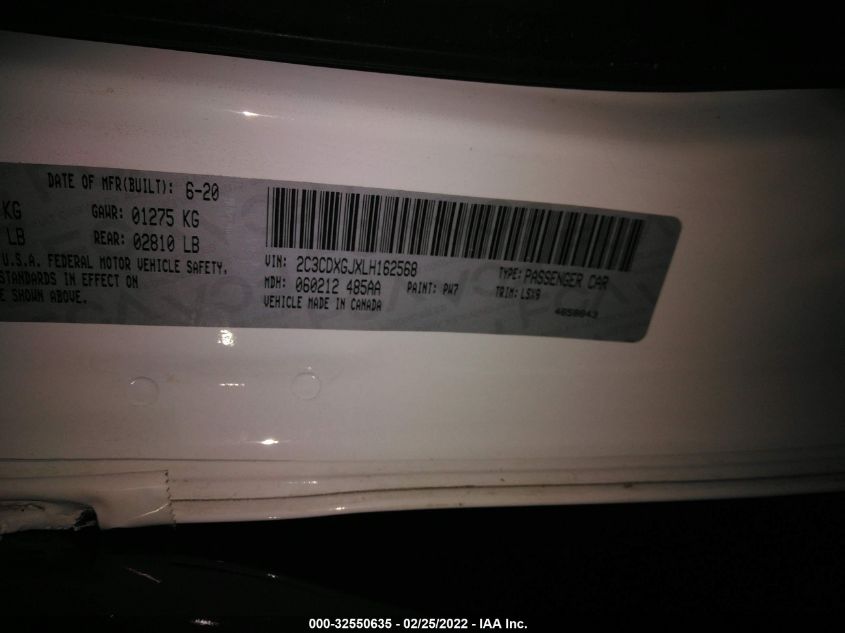 DATE OF MFR(BUILT): 6-20
KG GAWR: 01275 KG
LB REAR: 02810 LB
U.S.A. FEDERAL MOTOR VEHICLE SAFETY,
STANDARDS IN EFFECT ON
E SHOWN ABOVE.
VIN: 2C3CDXGJXLH162568
TYPE: PASSENGER CAR
MDH: 060212 485AA PAINT: PW7
TRIM: LSX9
VEHICLE MADE IN CANADA
4658043
000-32550635 - 02/25/2022 - IAA Inc.